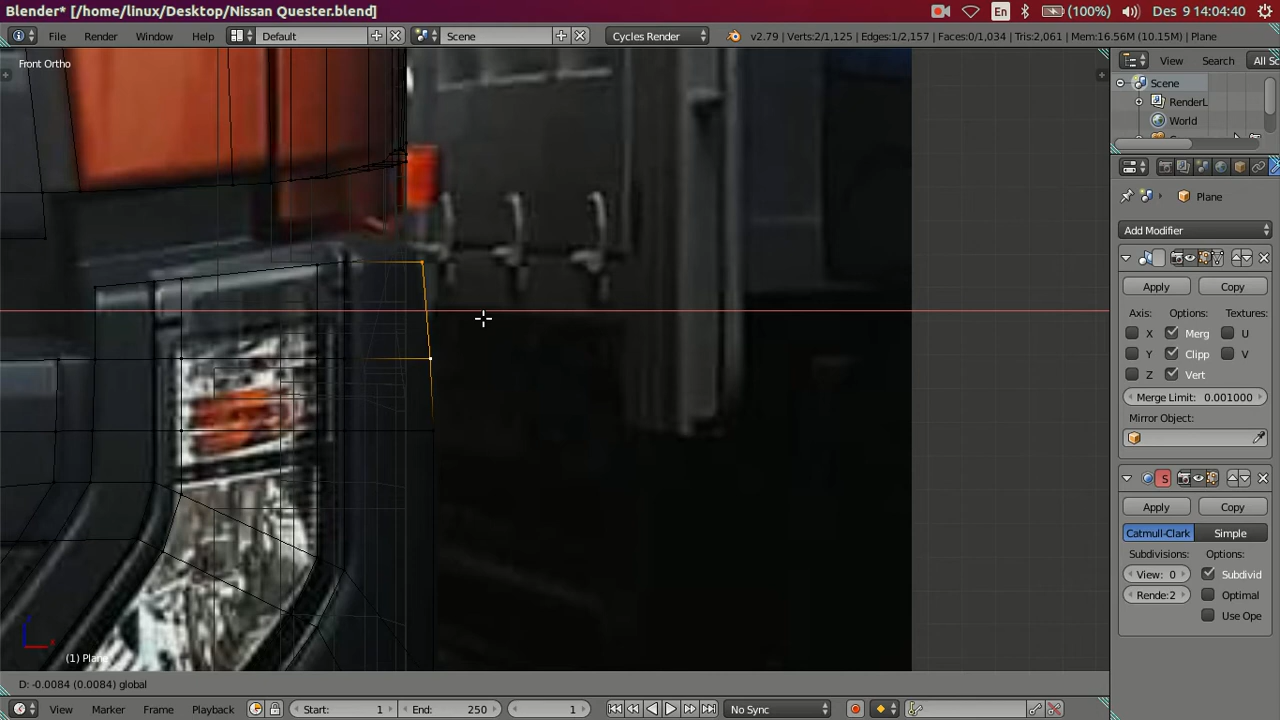 Blender* [/home/linux/Desktop/Nissan Quester.blend]
En
(100%)
Des 9 14:04:40
File
Render
Window
Help
Default
Scene
Cycles Render
v2.79 | Verts:2/1,125 | Edges:1/2,157 | Faces:0/1,034 | Tris:2,061 | Mem:16.56M (10.15M) | Plane
Front Ortho
View
Search
All Sc
Scene
RenderL
World
Plane
Add Modifier
Apply
Copy
Axis:
Options:
Textures:
X
Merg
U
Y
Clipp
V
Z
Vert
Merge Limit: 0.001000
Mirror Object:
S
Apply
Copy
Catmull-Clark
Simple
Subdivisions:
Options:
View: 0
Subdivid
Rende:2
Optimal
Use Ope
(1) Plane
D: -0.0084 (0.0084) global
View
Marker
Frame
Playback
Start:
1
End:
250
1
No Sync